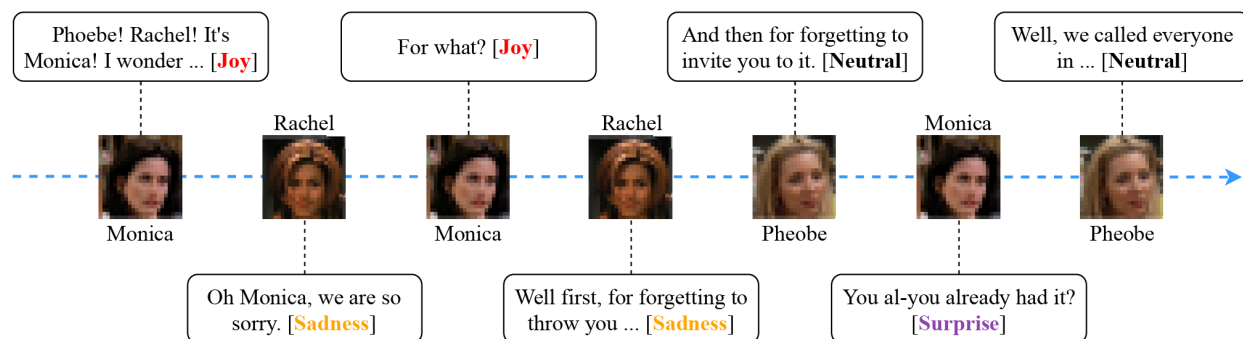 Phoebe! Rachel! It's
Monica! I wonder ... [Joy]
Monica
Rachel
Oh Monica, we are so
sorry. [Sadness]
For what? [Joy]
Monica
Rachel
Well first, for forgetting to
throw you ... [Sadness]
And then for forgetting to
invite you to it. [Neutral]
Pheobe
Monica
You al-you already had it?
[Surprise]
Well, we called everyone
in ... [Neutral]
Pheobe